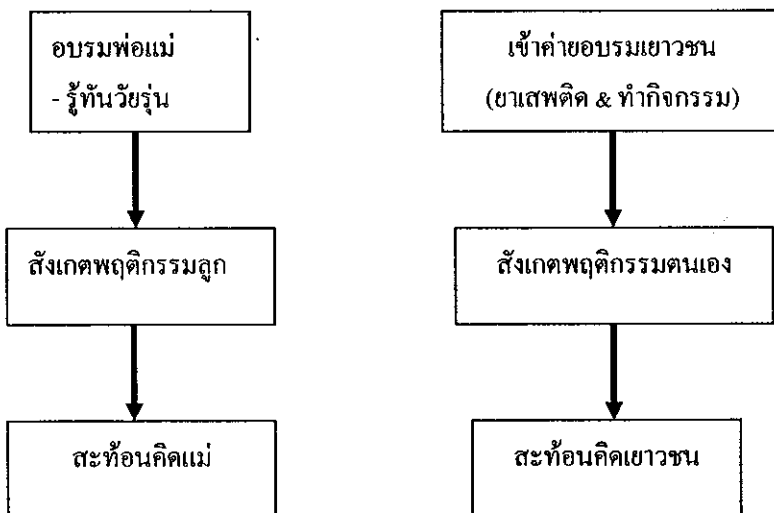 อบรมพ่อแม่
- รู้ทันวัยรุ่น
สังเกตพฤติกรรมลูก
สะท้อนคิดแม่
เข้าค่ายอบรมเยาวชน
(ยาเสพติด & ทำกิจกรรม)
สังเกตพฤติกรรมตนเอง
สะท้อนคิดเยาวชน